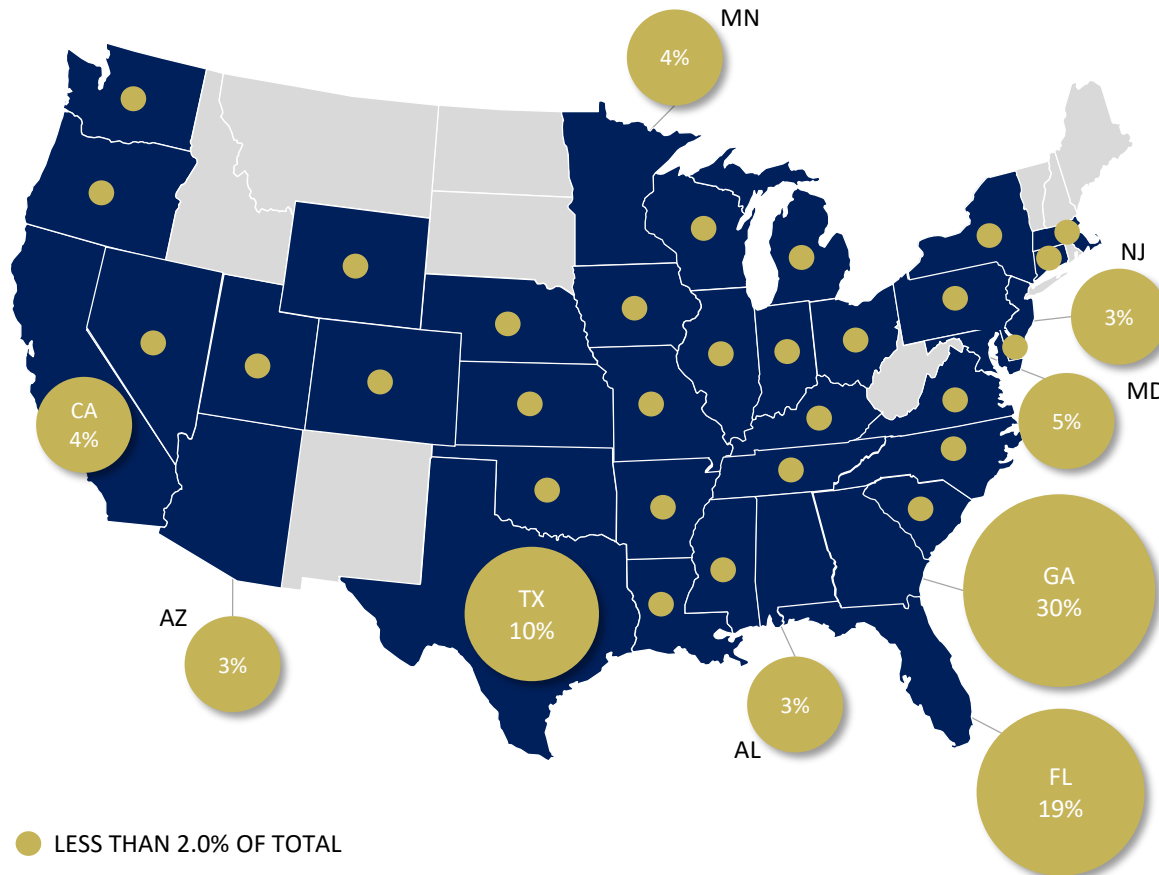 MN
4%
NJ
3%
MD
5%
CA
4%
GA
30%
TX
10%
AZ
3%
3%
AL
FL
19%
LESS THAN 2.0% OF TOTAL